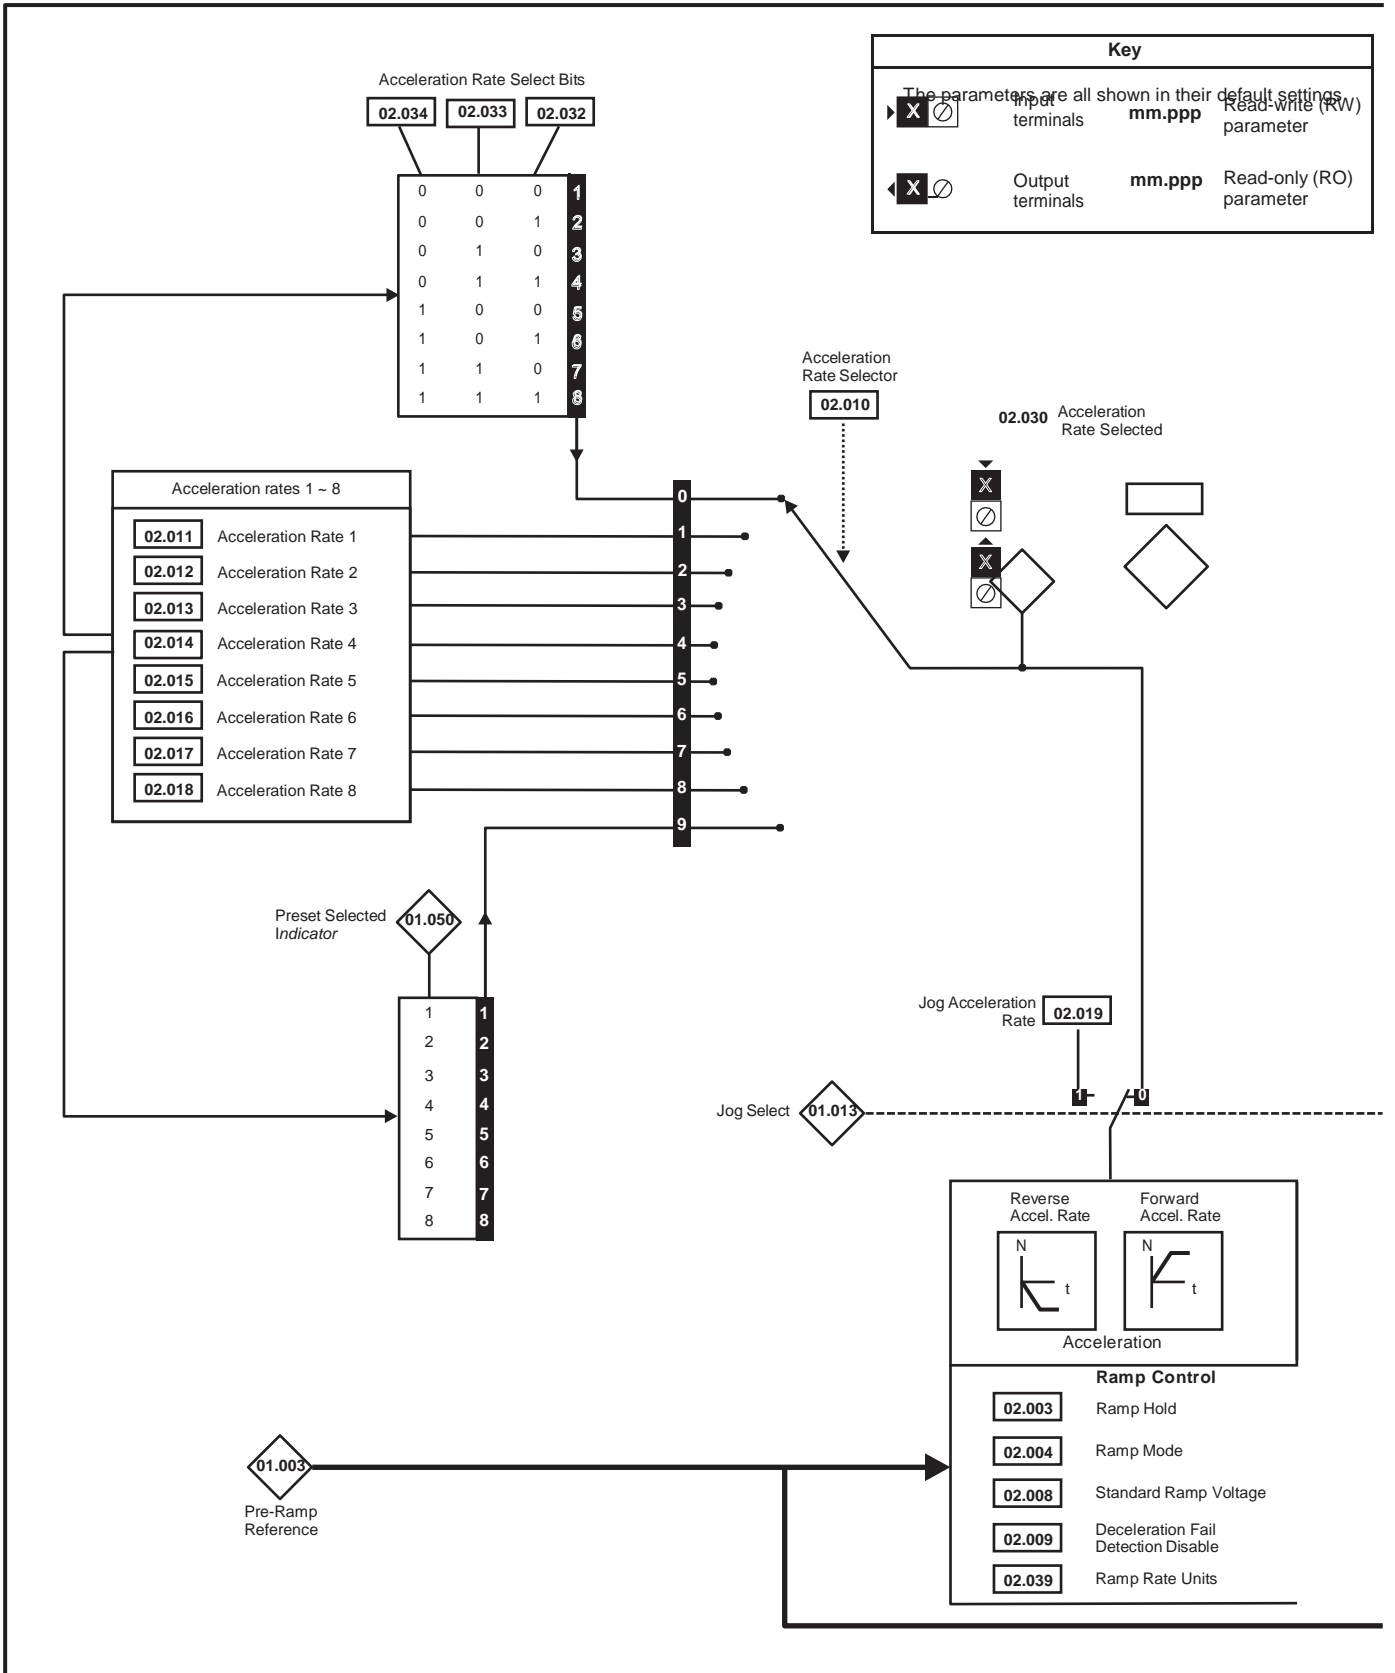 Key
The parameters are all shown in their default settings
X
Input
terminals
mm.ppp
Read-write (RW)
parameter
X
Output
terminals
mm.ppp
Read-only (RO)
parameter
Acceleration Rate Select Bits
02.034 02.033 02.032
0 0 0 1
0 0 1 2
0 1 0 3
0 1 1 4
1 0 0 5
1 0 1 6
1 1 0 7
1 1 1 8
Acceleration
Rate Selector
02.010
02.030 Acceleration
Rate Selected
X
X
Acceleration rates 1 ~ 8
02.011 Acceleration Rate 1
02.012 Acceleration Rate 2
02.013 Acceleration Rate 3
02.014 Acceleration Rate 4
02.015 Acceleration Rate 5
02.016 Acceleration Rate 6
02.017 Acceleration Rate 7
02.018 Acceleration Rate 8
0
1
2
3
4
5
6
7
8
9
Preset Selected
Indicator
01.050
1 1
2 2
3 3
4 4
5 5
6 6
7 7
8 8
Jog Acceleration
Rate
02.019
1 0
Jog Select 01.013
Reverse
Accel. Rate
Forward
Accel. Rate
N
t
N
t
Acceleration
Ramp Control
02.003 Ramp Hold
02.004 Ramp Mode
02.008 Standard Ramp Voltage
02.009 Deceleration Fail
Detection Disable
02.039 Ramp Rate Units
01.003
Pre-Ramp
Reference